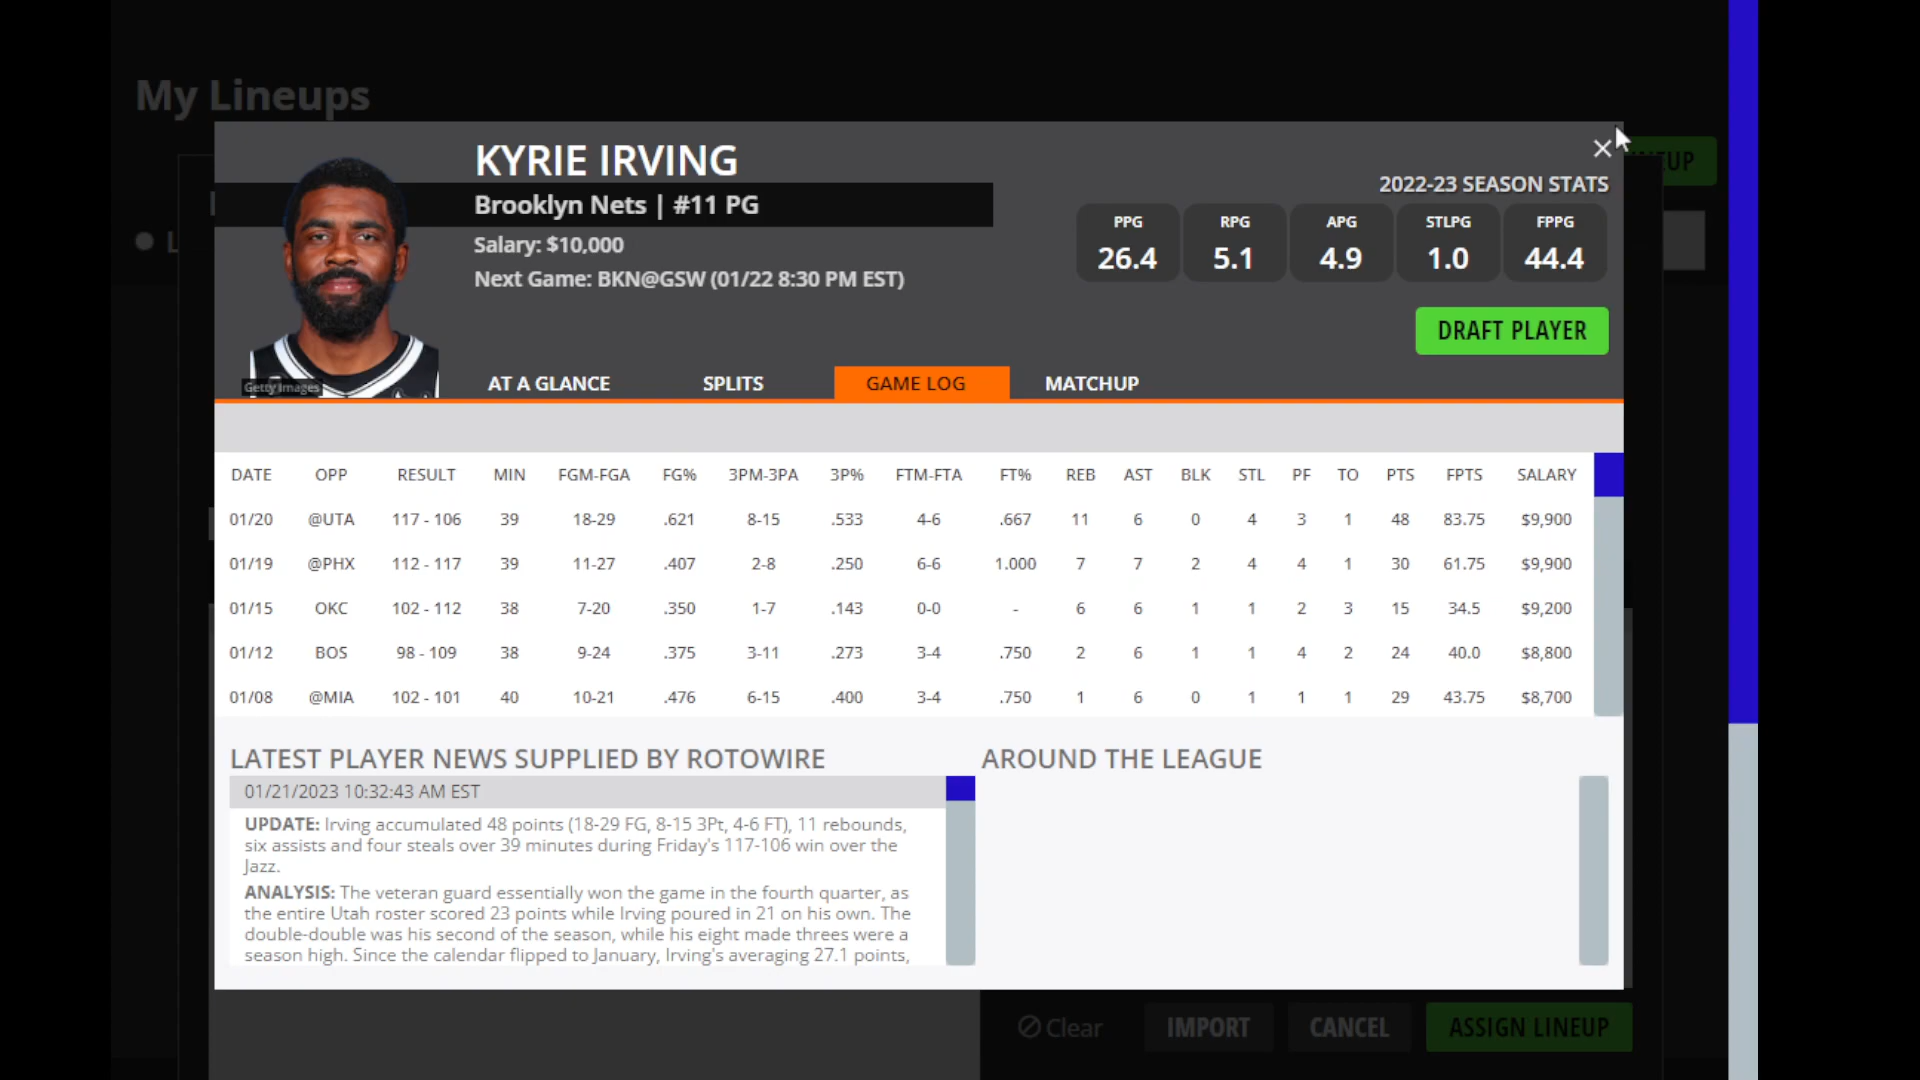 My Lineups
KYRIE IRVING
Brooklyn Nets | #11 PG
Salary: $10,000
Next Game: BKN@GSW (01/22 8:30 PM EST)
2022-23 SEASON STATS
PPG RPG APG STLPG FPPG
26.4 5.1 4.9 1.0 44.4
DRAFT PLAYER
Getty Images
AT A GLANCE SPLITS GAME LOG MATCHUP
DATE OPP RESULT MIN FGM-FGA FG% 3PM-3PA 3P% FTM-FTA FT% REB AST BLK STL PF TO PTS FPTS SALARY
01/20 @UTA 117 - 106 39 18-29 .621 8-15 .533 4-6 .667 11 6 0 4 3 1 48 83.75 $9,900
01/19 @PHX 112 - 117 39 11-27 .407 2-8 .250 6-6 1.000 7 7 2 4 4 1 30 61.75 $9,900
01/15 OKC 102 - 112 38 7-20 .350 1-7 .143 0-0 - 6 6 1 1 2 3 15 34.5 $9,200
01/12 BOS 98 - 109 38 9-24 .375 3-11 .273 3-4 .750 2 6 1 1 4 2 24 40.0 $8,800
01/08 @MIA 102 - 101 40 10-21 .476 6-15 .400 3-4 .750 1 6 0 1 1 1 29 43.75 $8,700
LATEST PLAYER NEWS SUPPLIED BY ROTOWIRE
01/21/2023 10:32:43 AM EST
UPDATE: Irving accumulated 48 points (18-29 FG, 8-15 3Pt, 4-6 FT), 11 rebounds,
six assists and four steals over 39 minutes during Friday's 117-106 win over the
Jazz.
ANALYSIS: The veteran guard essentially won the game in the fourth quarter, as
the entire Utah roster scored 23 points while Irving poured in 21 on his own. The
double-double was his second of the season, while his eight made threes were a
season high. Since the calendar flipped to January, Irving's averaging 27.1 points,
AROUND THE LEAGUE
Clear IMPORT CANCEL ASSIGN LINEUP